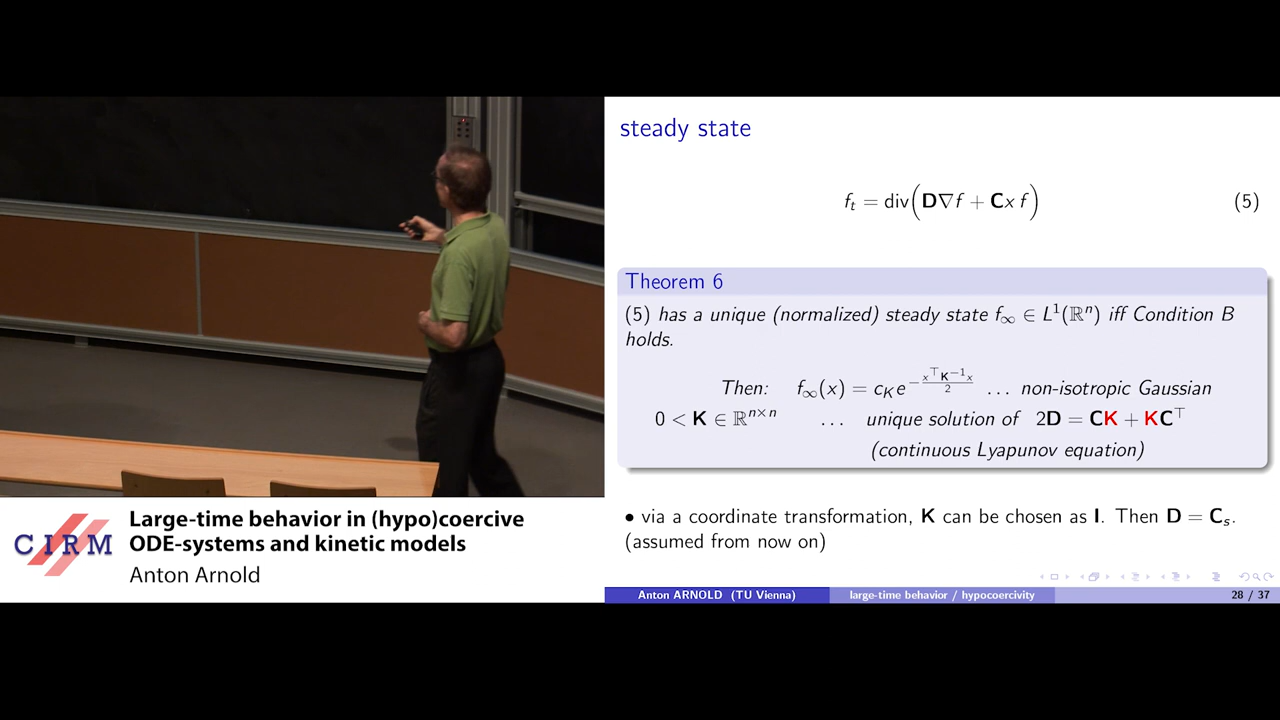 steady state
f_t = div(D∇f + Cx f) (5)
Theorem 6
(5) has a unique (normalized) steady state f_∞ ∈ L¹(ℝⁿ) iff Condition B
holds.
Then: f_∞(x) = c_K e^{-\frac{x^⊤ K^{-1} x}{2}} ... non-isotropic Gaussian
0 < K ∈ ℝ^{n×n} ... unique solution of 2D = CK + KC^⊤
(continuous Lyapunov equation)
• via a coordinate transformation, K can be chosen as I. Then D = C_s.
(assumed from now on)
Anton ARNOLD (TU Vienna) large-time behavior / hypocoercivity 28 / 37
CIRM
Large-time behavior in (hypo)coercive
ODE-systems and kinetic models
Anton Arnold